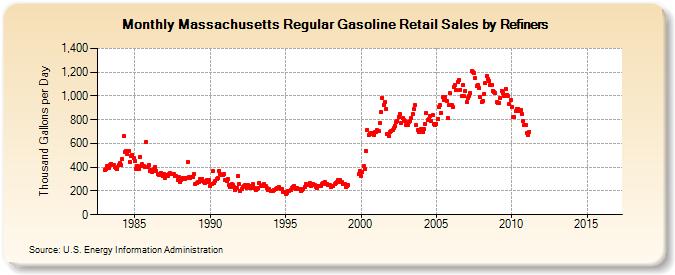 Monthly Massachusetts Regular Gasoline Retail Sales by Refiners
Thousand Gallons per Day
1,400
1,200
1,000
800
600
400
200
0
1985 1990 1995 2000 2005 2010 2015
Source: U.S. Energy Information Administration